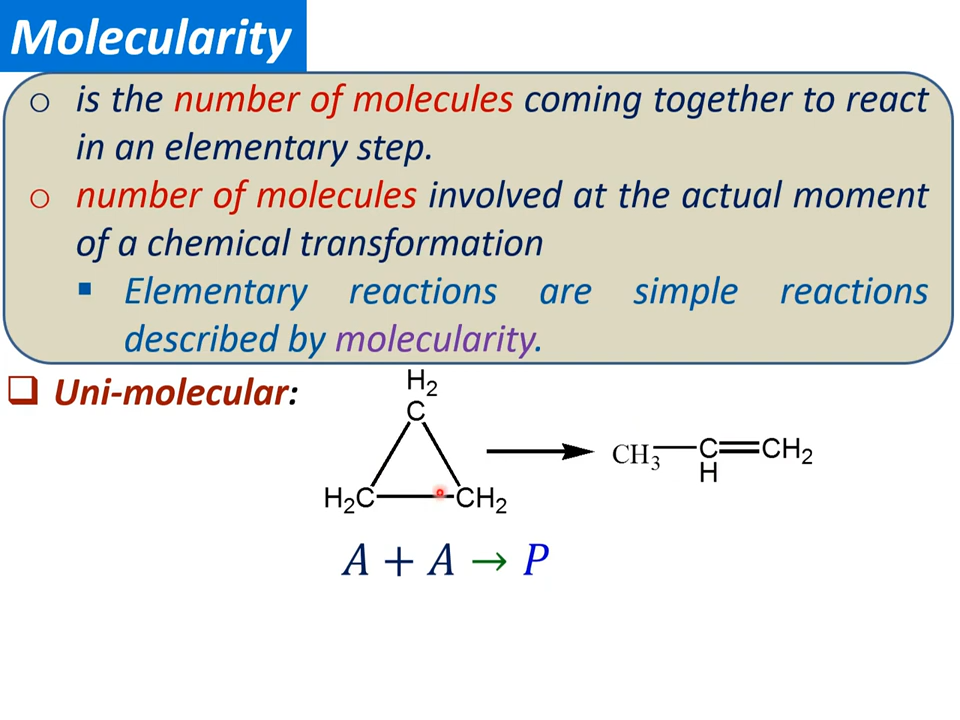 Molecularity
o is the number of molecules coming together to react
in an elementary step.
o number of molecules involved at the actual moment
of a chemical transformation
▪ Elementary reactions are simple reactions
described by molecularity.
❑ Uni-molecular:
H₂
C
H₂C CH₂
CH₃ C CH₂
H
A + A → P